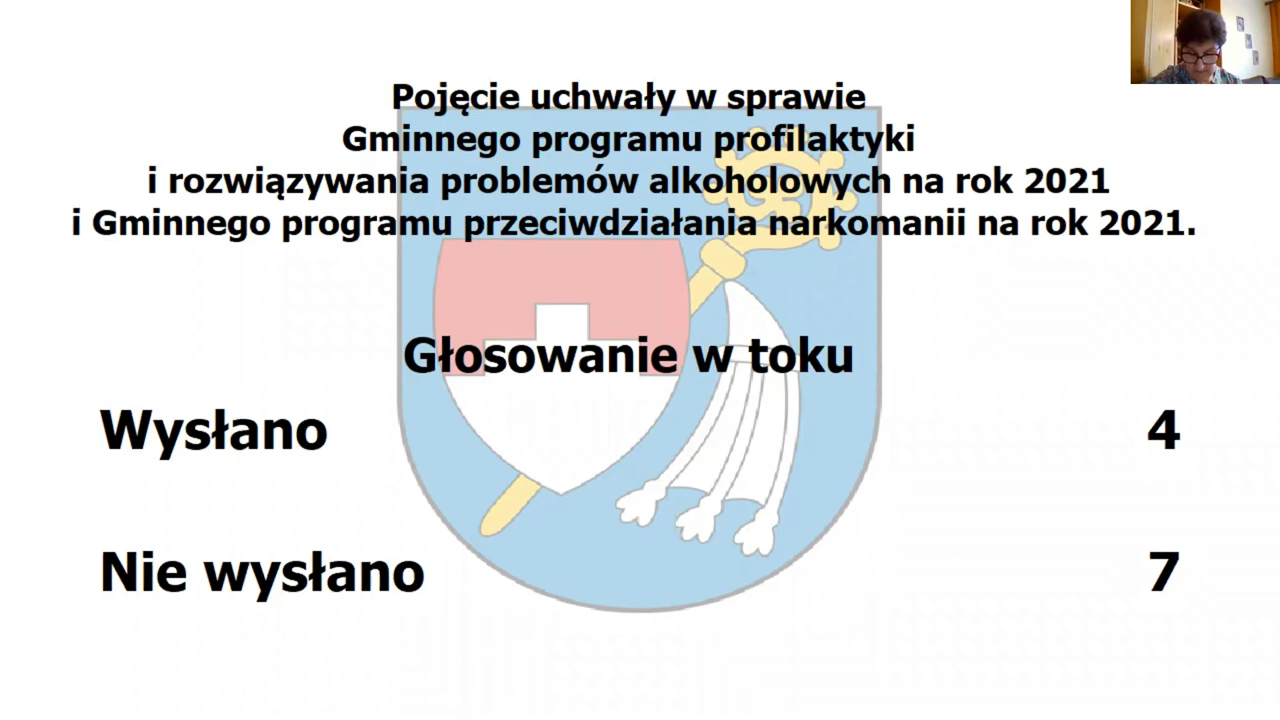 Pojęcie uchwały w sprawie
Gminnego programu profilaktyki
i rozwiązywania problemów alkoholowych na rok 2021
i Gminnego programu przeciwdziałania narkomanii na rok 2021.
Głosowanie w toku
Wysłano 4
Nie wysłano 7